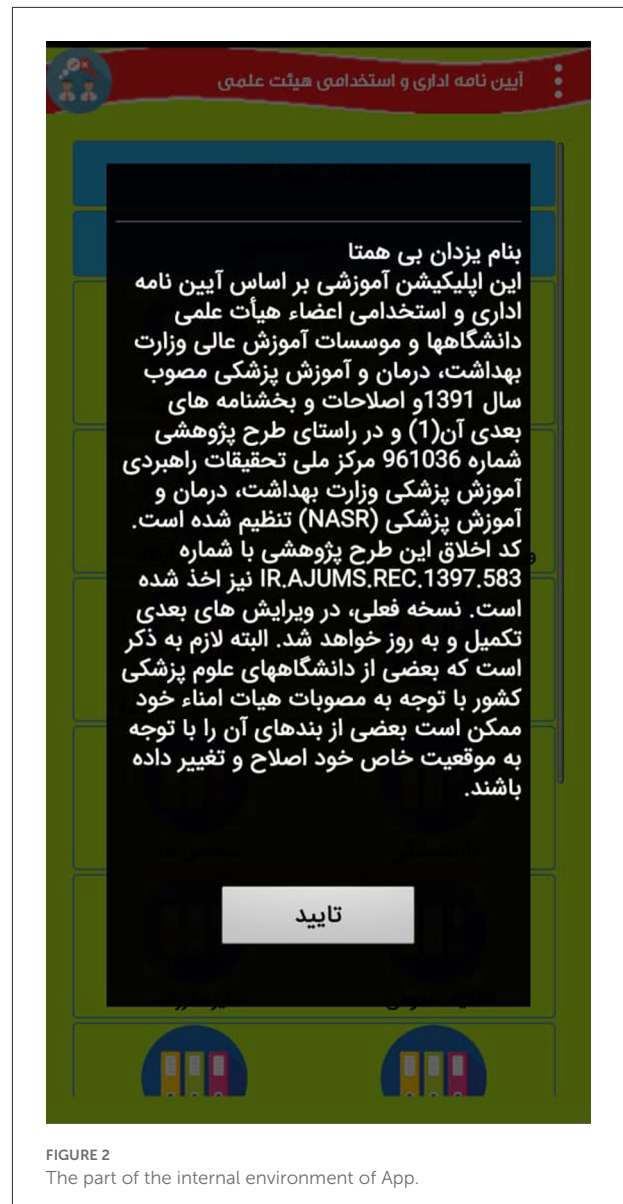 آیین نامه اداری و استخدامی هیئت علمی
بنام یزدان بی همتا
این اپلیکیشن آموزشی بر اساس آیین نامه
اداری و استخدامی اعضاء هیأت علمی
دانشگاهها و موسسات آموزش عالی وزارت
بهداشت، درمان و آموزش پزشکی مصوب
سال 1391و اصلاحات و بخشنامه های
بعدی آن(1) و در راستای طرح پژوهشی
شماره 961036 مرکز ملی تحقیقات راهبردی
آموزش پزشکی وزارت بهداشت، درمان و
آموزش پزشکی (NASR) تنظیم شده است.
کد اخلاق این طرح پژوهشی با شماره
IR.AJUMS.REC.1397.583 نیز اخذ شده
است. نسخه فعلی، در ویرایش های بعدی
تکمیل و به روز خواهد شد. البته لازم به ذکر
است که بعضی از دانشگاههای علوم پزشکی
کشور با توجه به مصوبات هیات امناء خود
ممکن است بعضی از بندهای آن را با توجه
به موقعیت خاص خود اصلاح و تغییر داده
باشند.
تایید
FIGURE 2
The part of the internal environment of App.